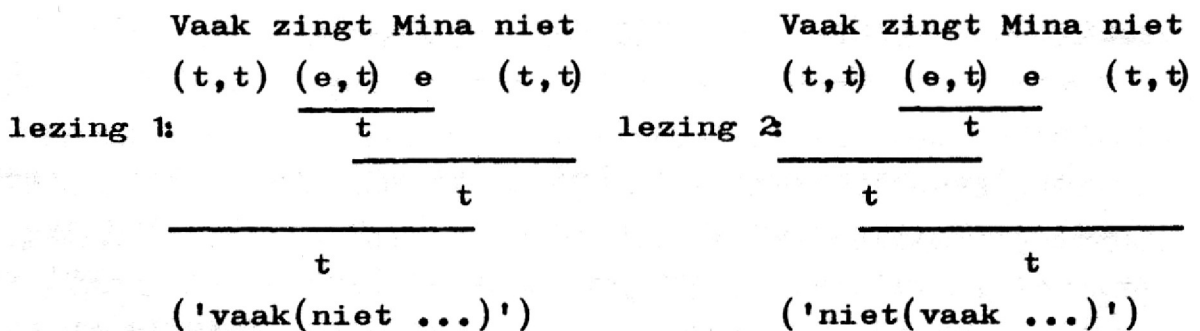 Vaak zingt Mina niet Vaak zingt Mina niet
(t,t) (e,t) e (t,t) (t,t) (e,t) e (t,t)
lezing 1: t lezing 2: t
t t
t t
('vaak(niet ...)') ('niet(vaak ...)')